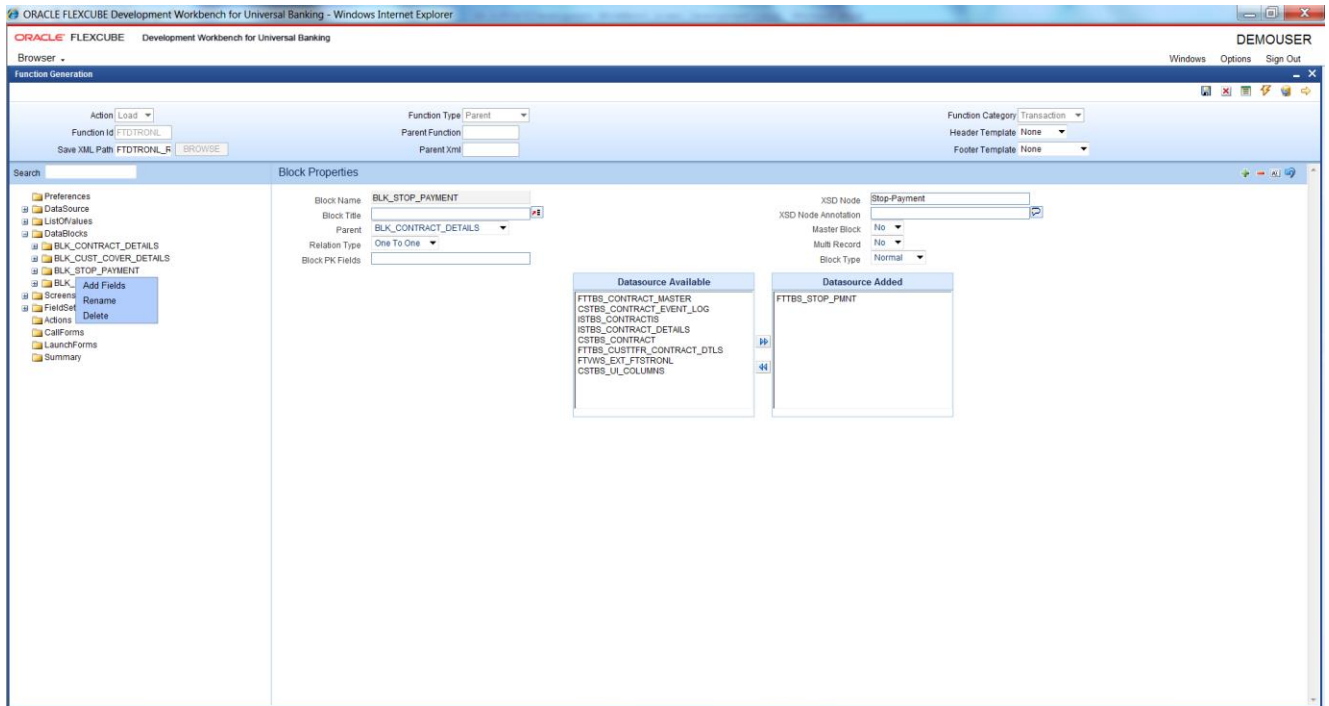 ORACLE FLEXCUBE Development Workbench for Universal Banking - Windows Internet Explorer
ORACLE FLEXCUBE Development Workbench for Universal Banking DEMOUSER
Browser Windows Options Sign Out
Function Generation
Action Load Function Type Parent Function Category Transaction
Function Id FTDTRONL Parent Function Header Template None
Save XML Path FTDTRONL_R BROWSE Parent Xml Footer Template None
Search Block Properties
Preferences
DataSource
ListOfValues
DataBlocks
BLK_CONTRACT_DETAILS
BLK_CUST_COVER_DETAILS
BLK_STOP_PAYMENT
BLK_
Screens
FieldSet
Actions
CallForms
LaunchForms
Summary
Add Fields
Rename
Delete
Block Name BLK_STOP_PAYMENT XSD Node Stop-Payment
Block Title XSD Node Annotation
Parent BLK_CONTRACT_DETAILS Master Block No
Relation Type One To One Multi Record No
Block PK Fields Block Type Normal
Datasource Available Datasource Added
FTTBS_CONTRACT_MASTER FTTBS_STOP_PMNT
CSTBS_CONTRACT_EVENT_LOG
ISTBS_CONTRACTIS
ISTBS_CONTRACT_DETAILS
CSTBS_CONTRACT
FTTBS_CUSTTFR_CONTRACT_DTLS
FTVWS_EXT_FTSTRONL
CSTBS_UI_COLUMNS